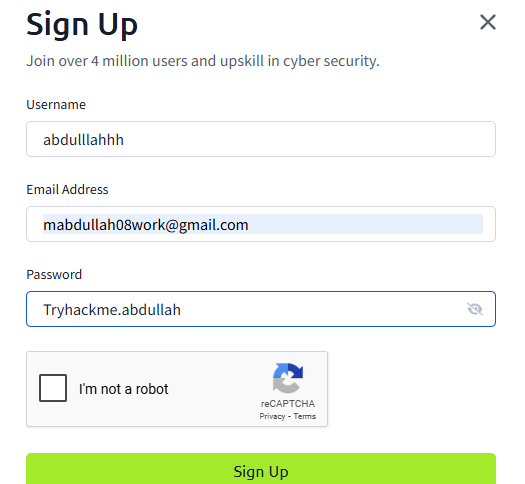 Sign Up
Join over 4 million users and upskill in cyber security.
Username
abdulllahhh
Email Address
mabdullah08work@gmail.com
Password
Tryhackme.abdullah
I'm not a robot
reCAPTCHA
Privacy - Terms
Sign Up